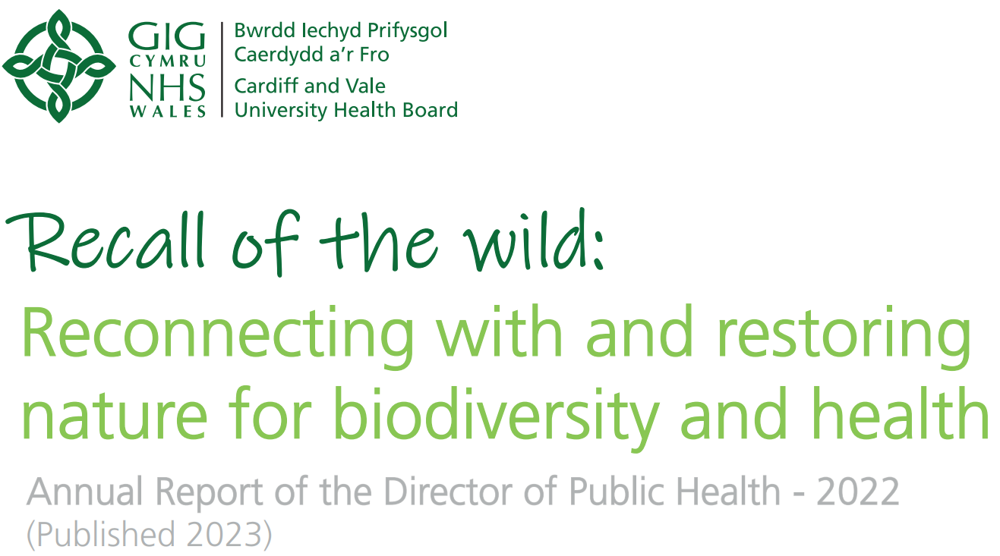 GIG
CYMRU
NHS
WALES
Bwrdd Iechyd Prifysgol
Caerdydd a'r Fro
Cardiff and Vale
University Health Board
Recall of the wild:
Reconnecting with and restoring
nature for biodiversity and health
Annual Report of the Director of Public Health - 2022
(Published 2023)